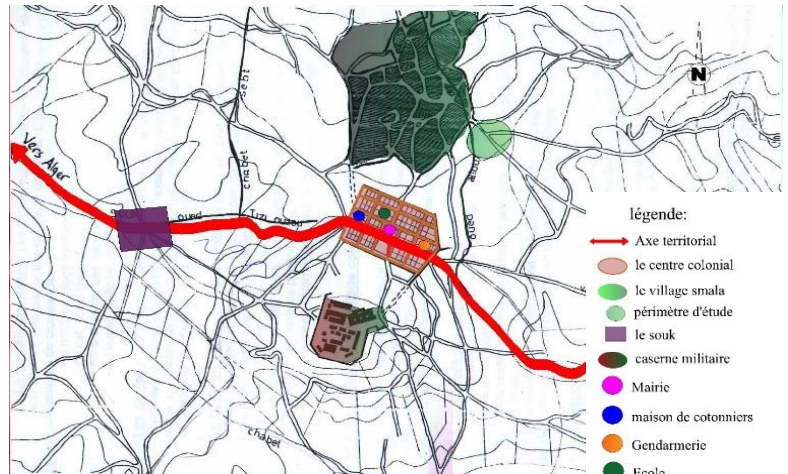 N
sebt
chabet
Vers Alger
oued
Tizi ouzou
oued
chabet
légende:
Axe territorial
le centre colonial
le village smala
périmètre d'étude
le souk
caserne militaire
Mairie
maison de cotonniers
Gendarmerie
Ecole